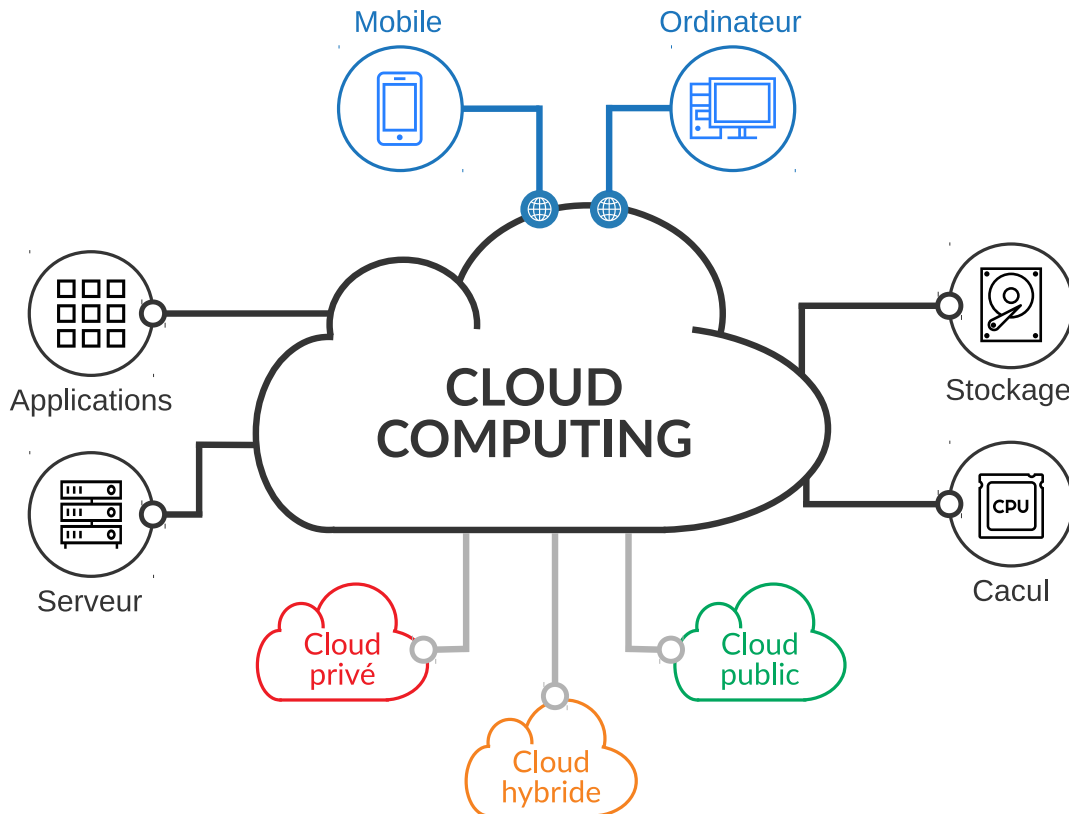 Mobile
Ordinateur
Applications
Stockage
CLOUD
COMPUTING
CPU
Serveur
Cacul
Cloud
privé
Cloud
public
Cloud
hybride